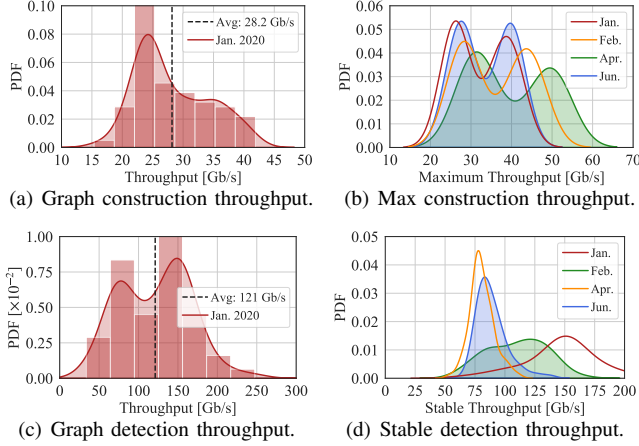 PDF
0.10
0.08
0.06
0.04
0.02
0.00
10 15 20 25 30 35 40 45 50
Throughput [Gb/s]
Avg: 28.2 Gb/s
Jan. 2020
(a) Graph construction throughput.
PDF
0.06
0.05
0.04
0.03
0.02
0.01
0.00
10 20 30 40 50 60 70
Maximum Throughput [Gb/s]
Jan.
Feb.
Apr.
Jun.
(b) Max construction throughput.
PDF [×10⁻²]
1.00
0.75
0.50
0.25
0.00
0 50 100 150 200 250 300
Throughput [Gb/s]
Avg: 121 Gb/s
Jan. 2020
(c) Graph detection throughput.
PDF
0.05
0.04
0.03
0.02
0.01
0.00
0 25 50 75 100 125 150 175 200
Stable Throughput [Gb/s]
Jan.
Feb.
Apr.
Jun.
(d) Stable detection throughput.